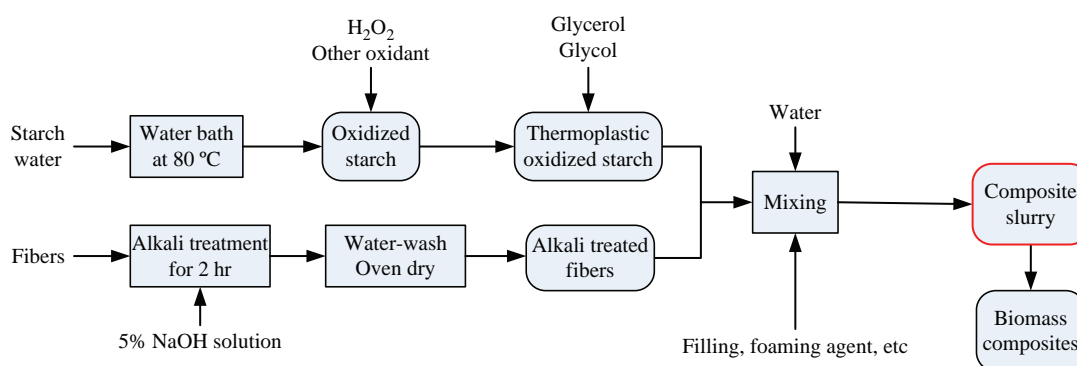 H₂O₂
Other oxidant
Glycerol
Glycol
Starch
water
Water bath
at 80 ºC
Oxidized
starch
Thermoplastic
oxidized starch
Water
Mixing
Composite
slurry
Fibers
Alkali treatment
for 2 hr
Water-wash
Oven dry
Alkali treated
fibers
5% NaOH solution
Filling, foaming agent, etc
Biomass
composites